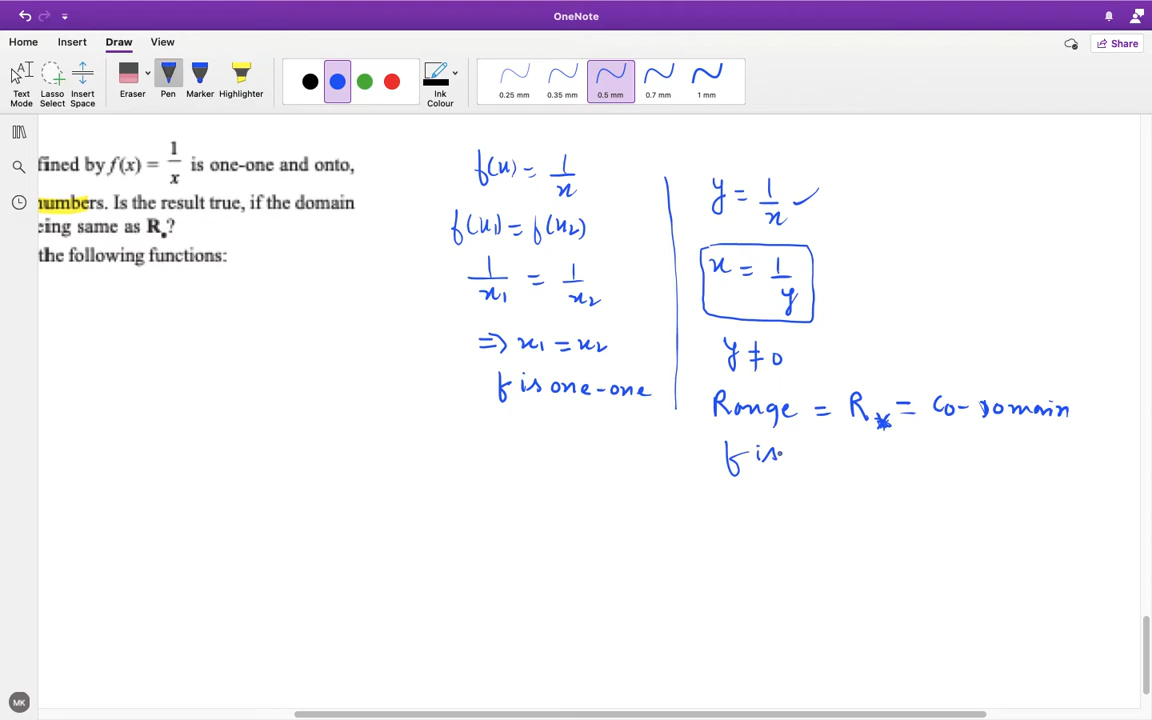 OneNote
Home Insert Draw View
Share
Text Mode
Lasso Select
Insert Space
Eraser
Pen
Marker
Highlighter
Ink Colour
0.25 mm
0.35 mm
0.5 mm
0.7 mm
1 mm
fined by f(x) = 1/x is one-one and onto,
numbers. Is the result true, if the domain
eing same as R*?
the following functions:
f(x) = 1/x
f(x1) = f(x2)
1/x1 = 1/x2
⇒ x1 = x2
f is one-one
y = 1/x ✓
x = 1/y
y ≠ 0
Range = R* = Co-domain
f is
MK